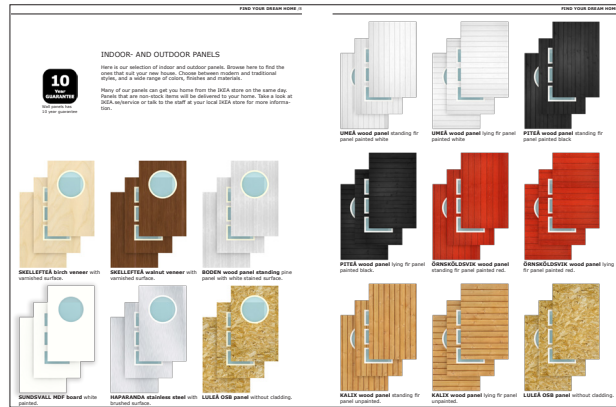 FIND YOUR DREAM HOME
INDOOR- AND OUTDOOR PANELS
Here is our selection of indoor and outdoor panels. Browse here to find the
ones that suit your new house. Choose between modern and traditional
styles, and a wide range of colors, finishes and materials.
Many of our panels can get you home from the IKEA store on the same day.
Panels that are non-stock items will be delivered to your home. Take a look at
IKEA.se/service or talk to the staff at your local IKEA store for more informa-
tion.
10
Year
GUARANTEE
Wall panels has
10 year guarantee
SKELLEFTEÅ birch veneer with
varnished surface.
SKELLEFTEÅ walnut veneer with
varnished surface.
BODEN wood panel standing pine
panel with white stained surface.
SUNDSVALL MDF board white
painted.
HAPARANDA stainless steel with
brushed surface.
LULEÅ OSB panel without cladding.
FIND YOUR DREAM HOM
UMEÅ wood panel standing fir
panel painted white
UMEÅ wood panel lying fir panel
painted white
PITEÅ wood panel standing fir
panel painted black
PITEÅ wood panel lying fir panel
painted black.
ÖRNSKÖLDSVIK wood panel
standing fir panel painted red.
ÖRNSKÖLDSVIK wood panel lying
fir panel painted red.
KALIX wood panel standing fir
panel unpainted.
KALIX wood panel lying fir panel
unpainted.
LULEÅ OSB panel without cladding.